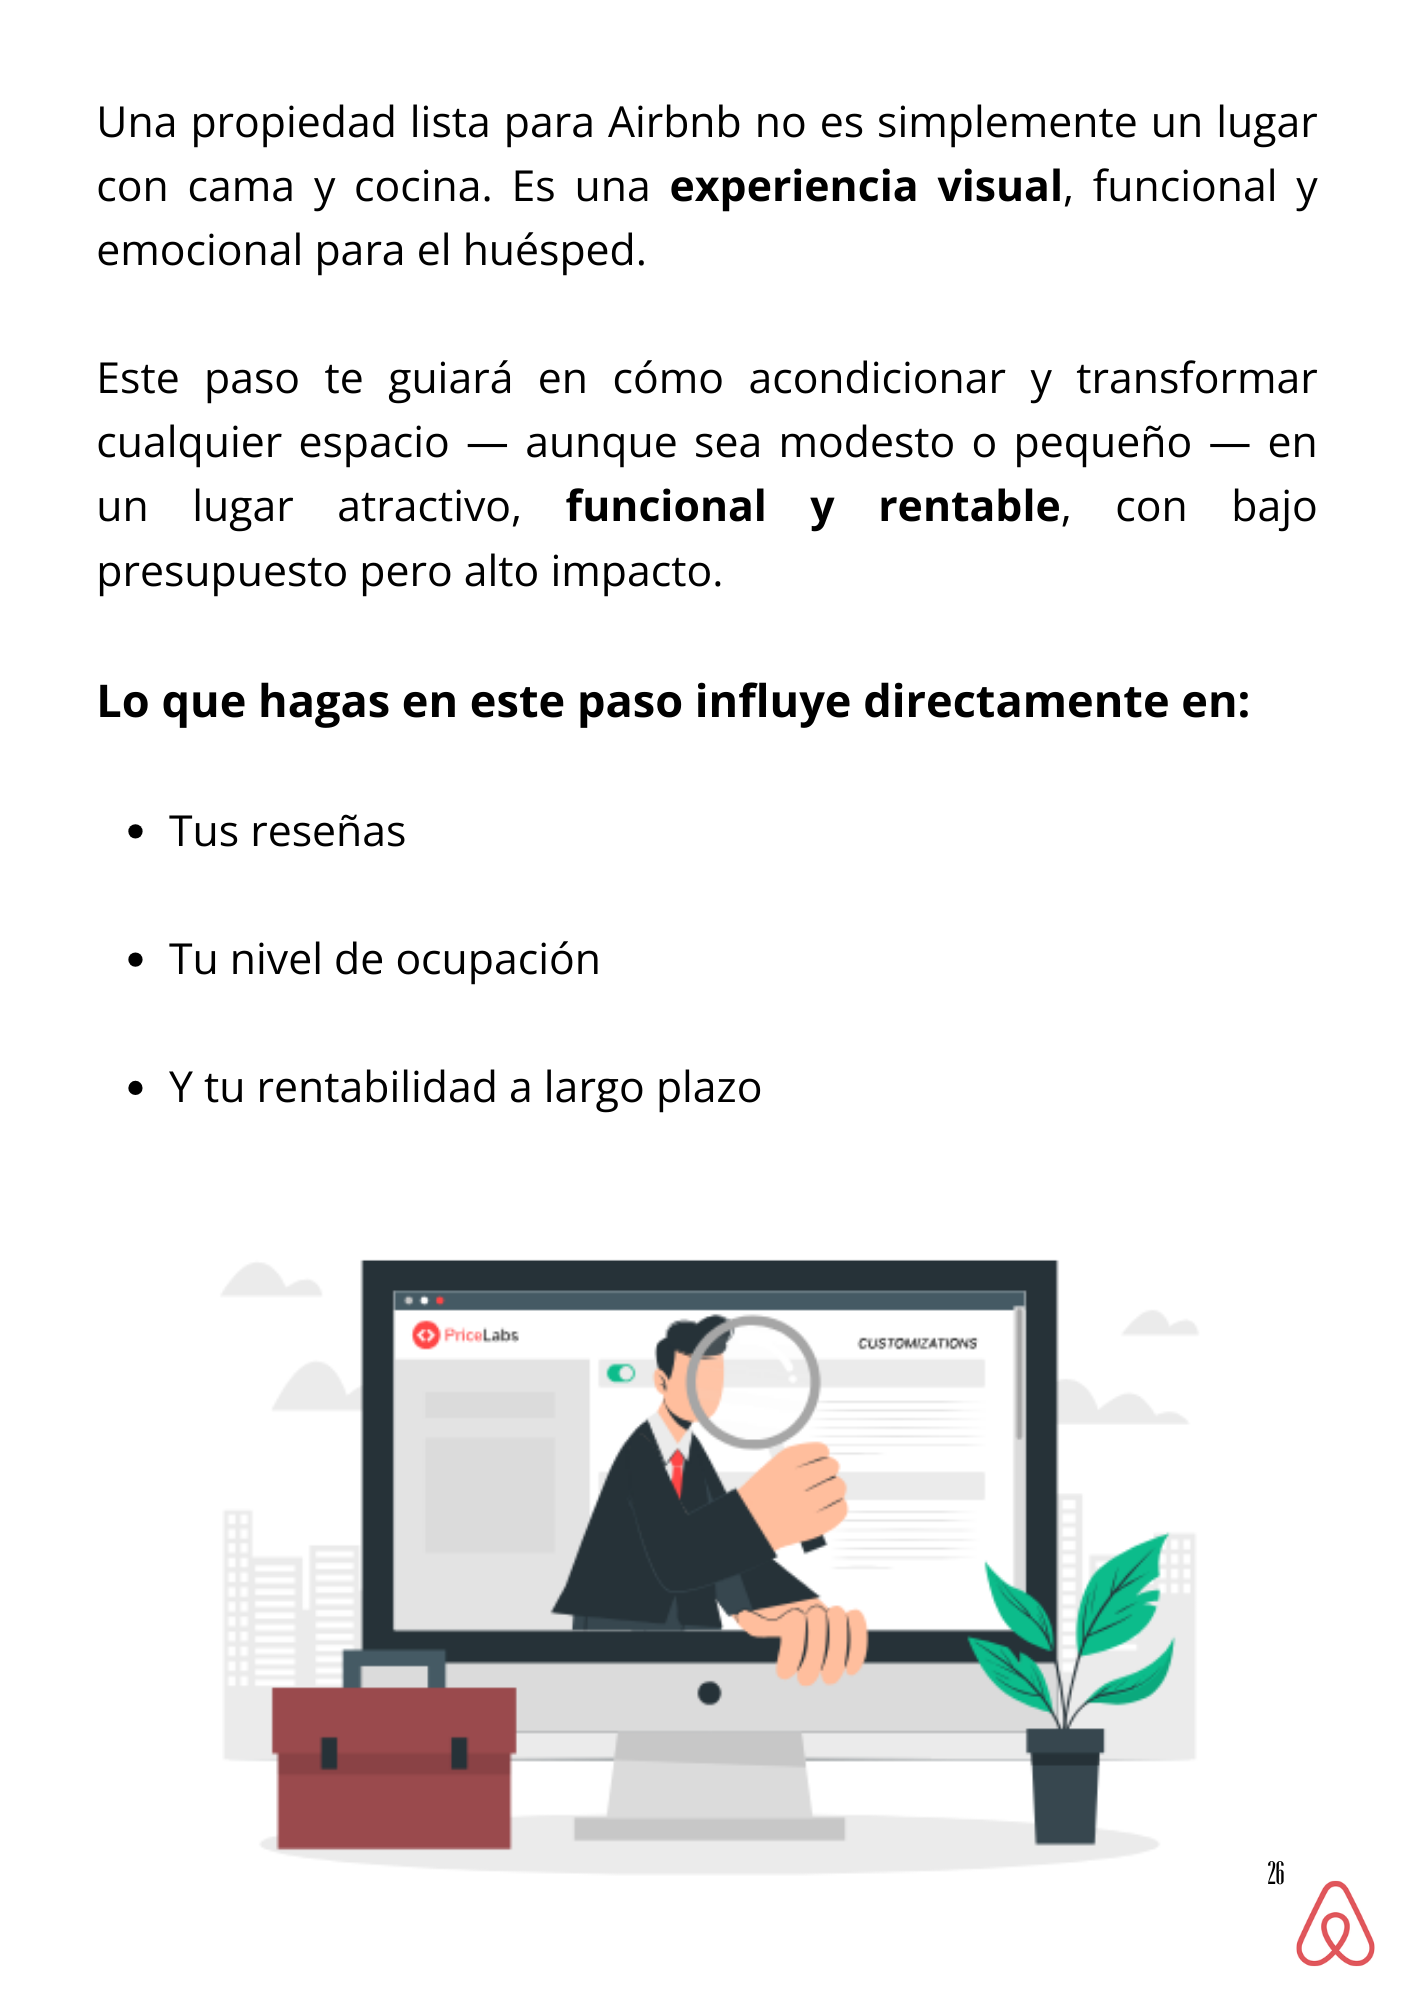 Una propiedad lista para Airbnb no es simplemente un lugar
con cama y cocina. Es una experiencia visual, funcional y
emocional para el huésped.
Este paso te guiará en cómo acondicionar y transformar
cualquier espacio — aunque sea modesto o pequeño — en
un lugar atractivo, funcional y rentable, con bajo
presupuesto pero alto impacto.
Lo que hagas en este paso influye directamente en:
• Tus reseñas
• Tu nivel de ocupación
• Y tu rentabilidad a largo plazo
PriceLabs
CUSTOMIZATIONS
26